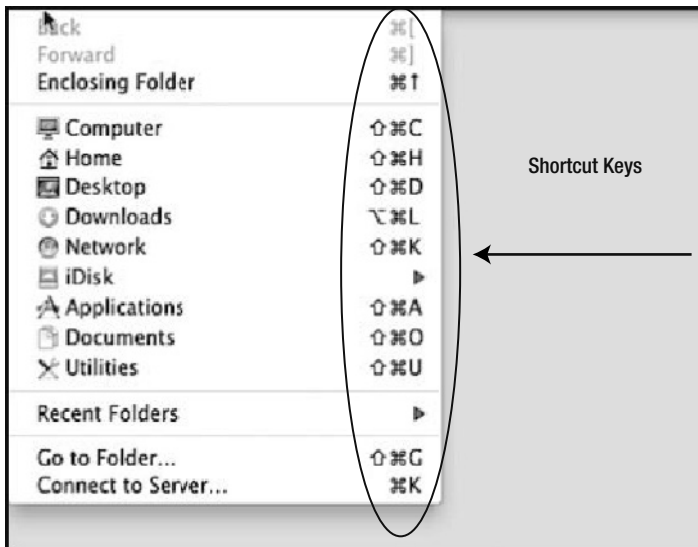 Back ⌘[
Forward ⌘]
Enclosing Folder ⌘↑
Computer ⇧⌘C
Home ⇧⌘H
Desktop ⇧⌘D
Downloads ⌥⌘L
Network ⇧⌘K
iDisk ▶
Applications ⇧⌘A
Documents ⇧⌘O
Utilities ⇧⌘U
Recent Folders ▶
Go to Folder... ⇧⌘G
Connect to Server... ⌘K
Shortcut Keys